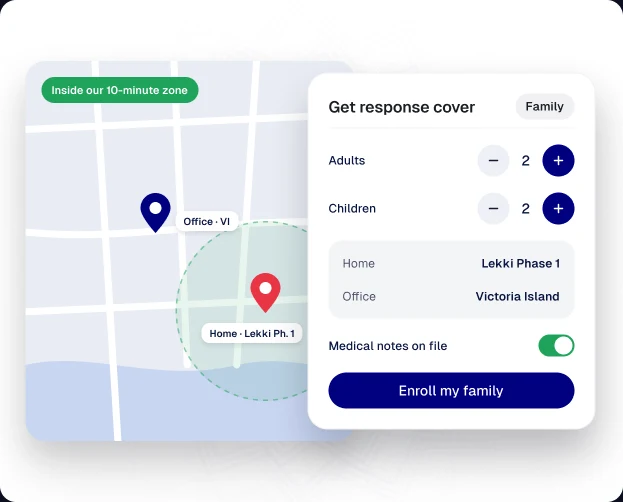 Inside our 10-minute zone
Office · VI
Home · Lekki Ph. 1
Get response cover
Family
Adults
− 2 +
Children
− 2 +
Home Lekki Phase 1
Office Victoria Island
Medical notes on file
Enroll my family